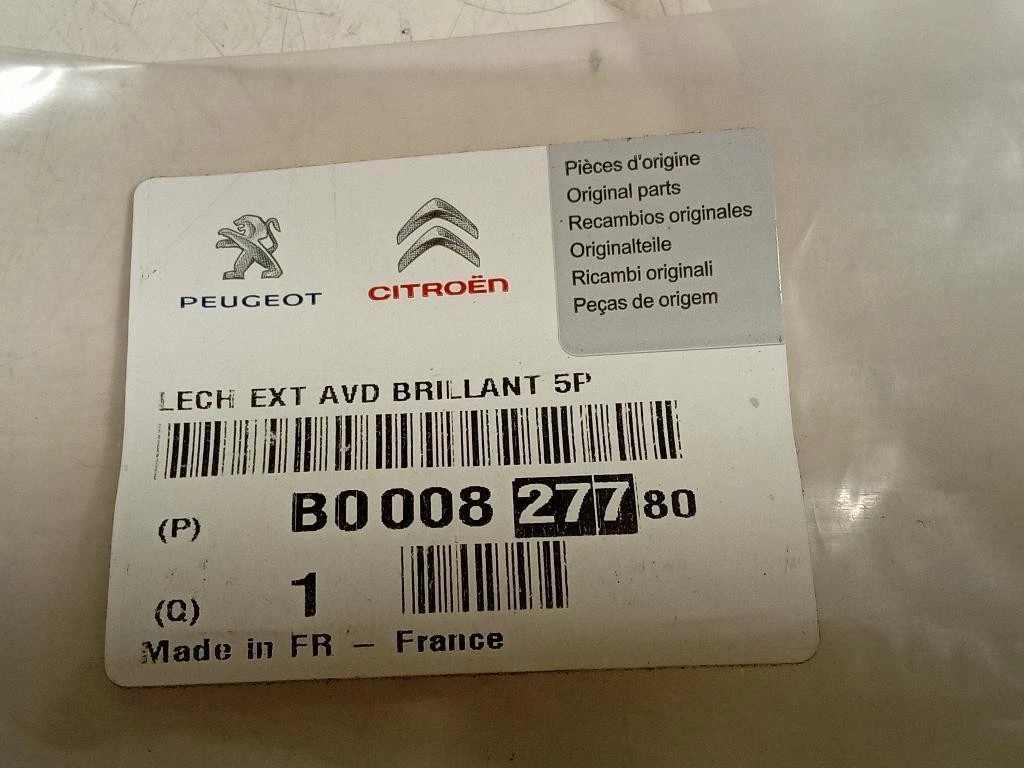 PEUGEOT
CITROËN
Pièces d'origine
Original parts
Recambios originales
Originalteile
Ricambi originali
Peças de origem
LECH EXT AVD BRILLANT 5P
(P) B0008 277 80
(Q) 1
Made in FR – France